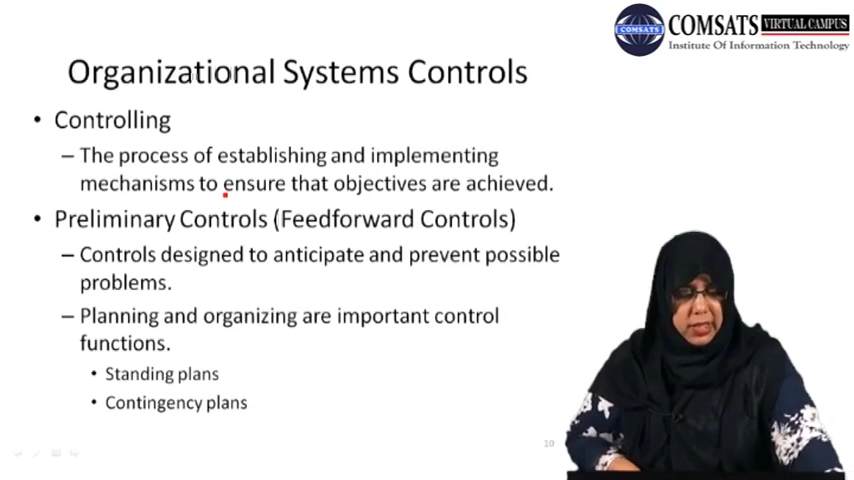 COMSATS VIRTUAL CAMPUS
COMSATS
Institute Of Information Technology
Organizational Systems Controls
• Controlling
– The process of establishing and implementing
mechanisms to ensure that objectives are achieved.
• Preliminary Controls (Feedforward Controls)
– Controls designed to anticipate and prevent possible
problems.
– Planning and organizing are important control
functions.
• Standing plans
• Contingency plans
10